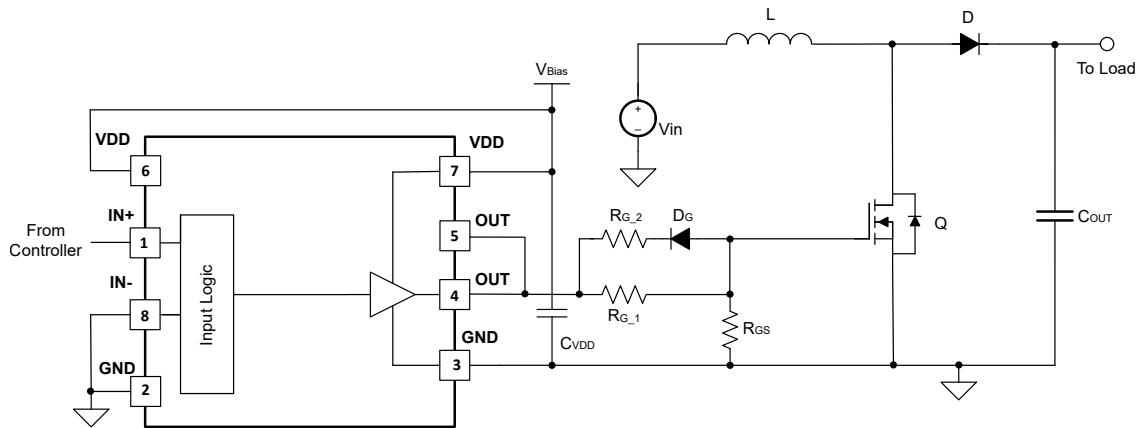 L
D
To Load
VBias
+
−
Vin
VDD
VDD
6
7
IN+
OUT
From
Controller
1
5
RG_2
DG
Q
COUT
IN-
OUT
8
Input Logic
4
RG_1
RGS
GND
GND
CVDD
2
3